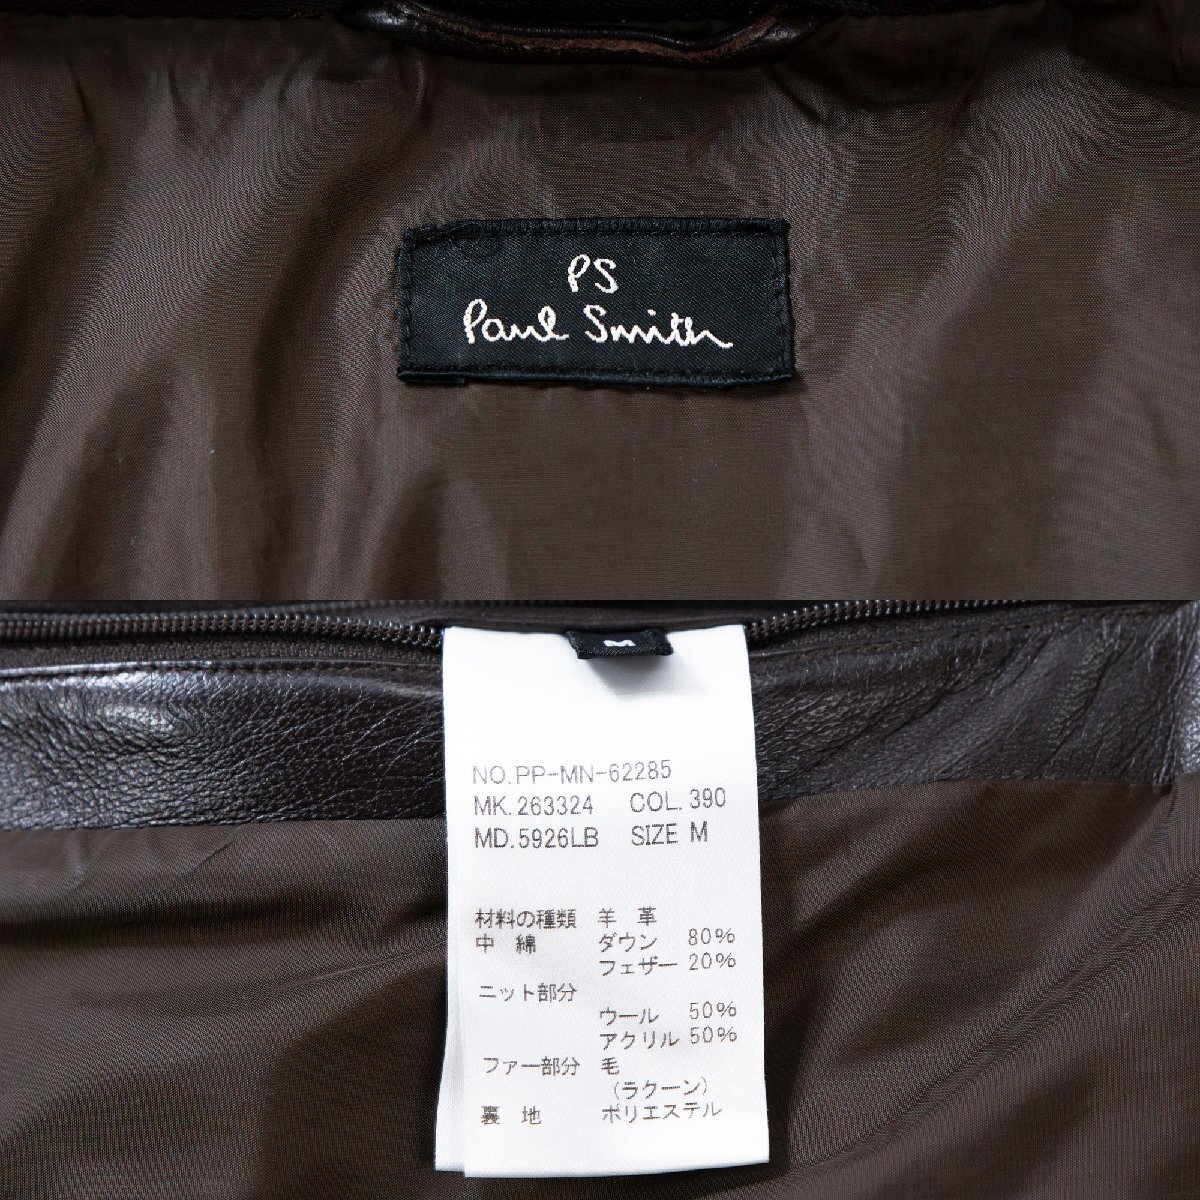 PS
Paul Smith
M
NO.PP-MN-62285
MK.263324 COL.390
MD.5926LB SIZE M
材料の種類 羊 革
中 綿 ダウン 80%
フェザー 20%
ニット部分
ウール 50%
アクリル 50%
ファー部分 毛
(ラクーン)
裏 地 ポリエステル